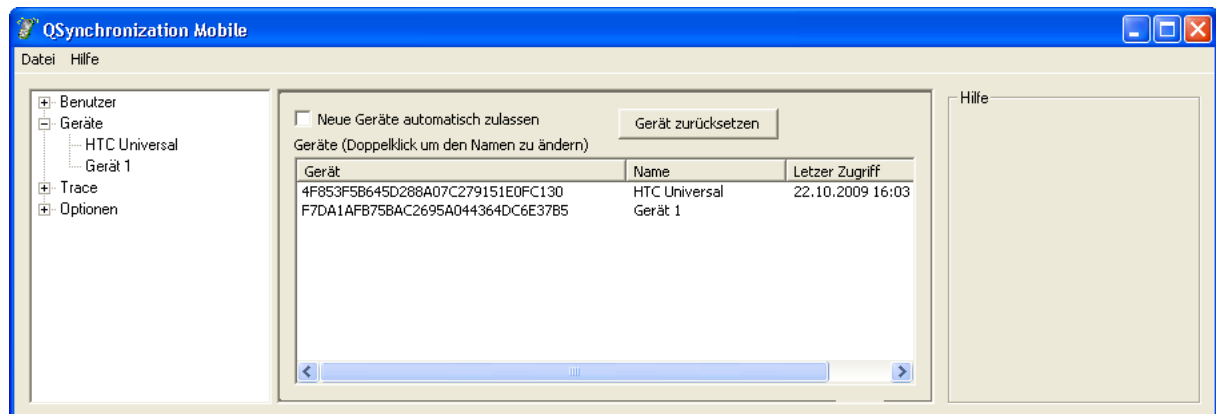 QSynchronization Mobile
Datei Hilfe
Benutzer
Geräte
HTC Universal
Gerät 1
Trace
Optionen
Neue Geräte automatisch zulassen
Gerät zurücksetzen
Geräte (Doppelklick um den Namen zu ändern)
Gerät Name Letzer Zugriff
4F853F5B645D288A07C279151E0FC130 HTC Universal 22.10.2009 16:03
F7DA1AFB75BAC2695A044364DC6E37B5 Gerät 1
Hilfe